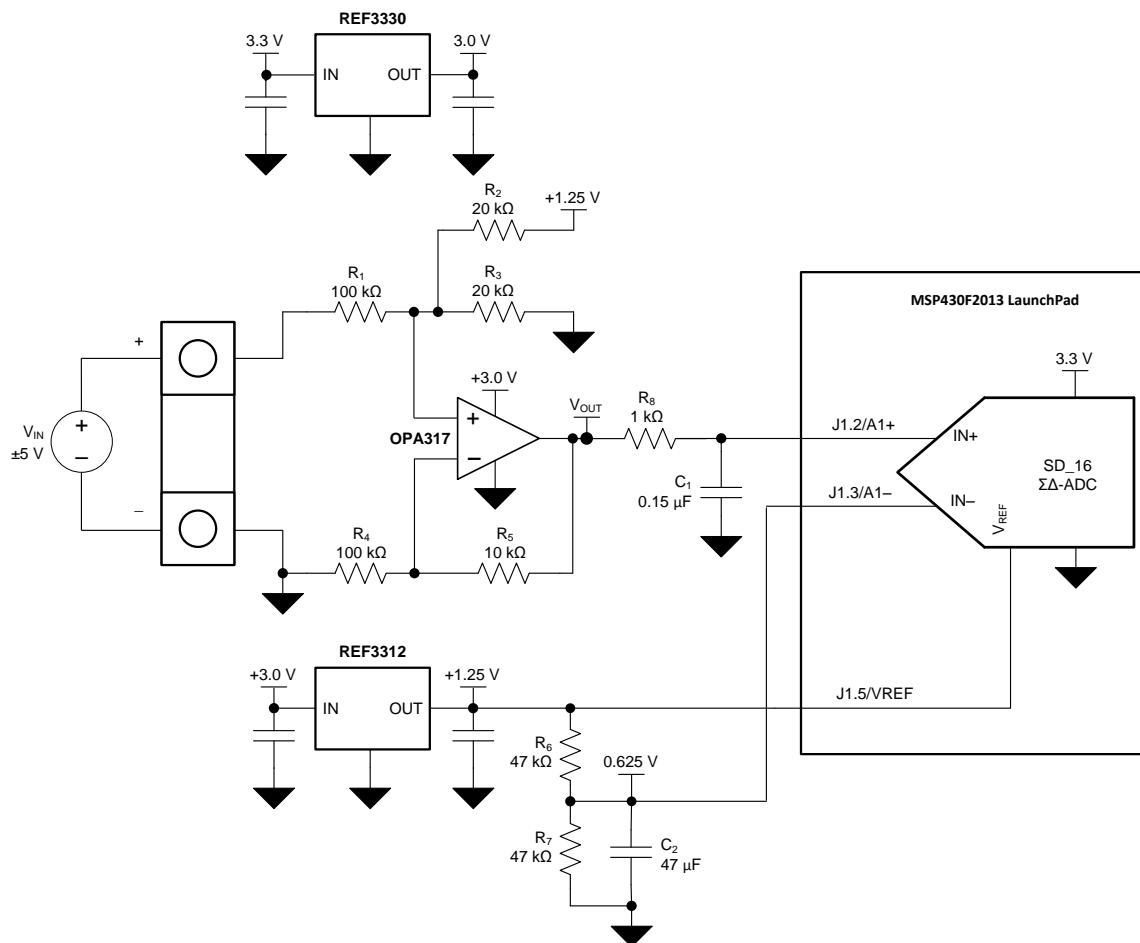 REF3330
3.3 V
3.0 V
IN
OUT
R2
20 kΩ
+1.25 V
R1
100 kΩ
R3
20 kΩ
MSP430F2013 LaunchPad
+
+3.0 V
VOUT
R8
1 kΩ
3.3 V
J1.2/A1+
IN+
VIN
±5 V
+
−
OPA317
+
−
SD_16
ΣΔ-ADC
C1
0.15 µF
J1.3/A1−
IN−
VREF
−
R4
100 kΩ
R5
10 kΩ
REF3312
+3.0 V
+1.25 V
IN
OUT
J1.5/VREF
R6
47 kΩ
0.625 V
R7
47 kΩ
C2
47 µF